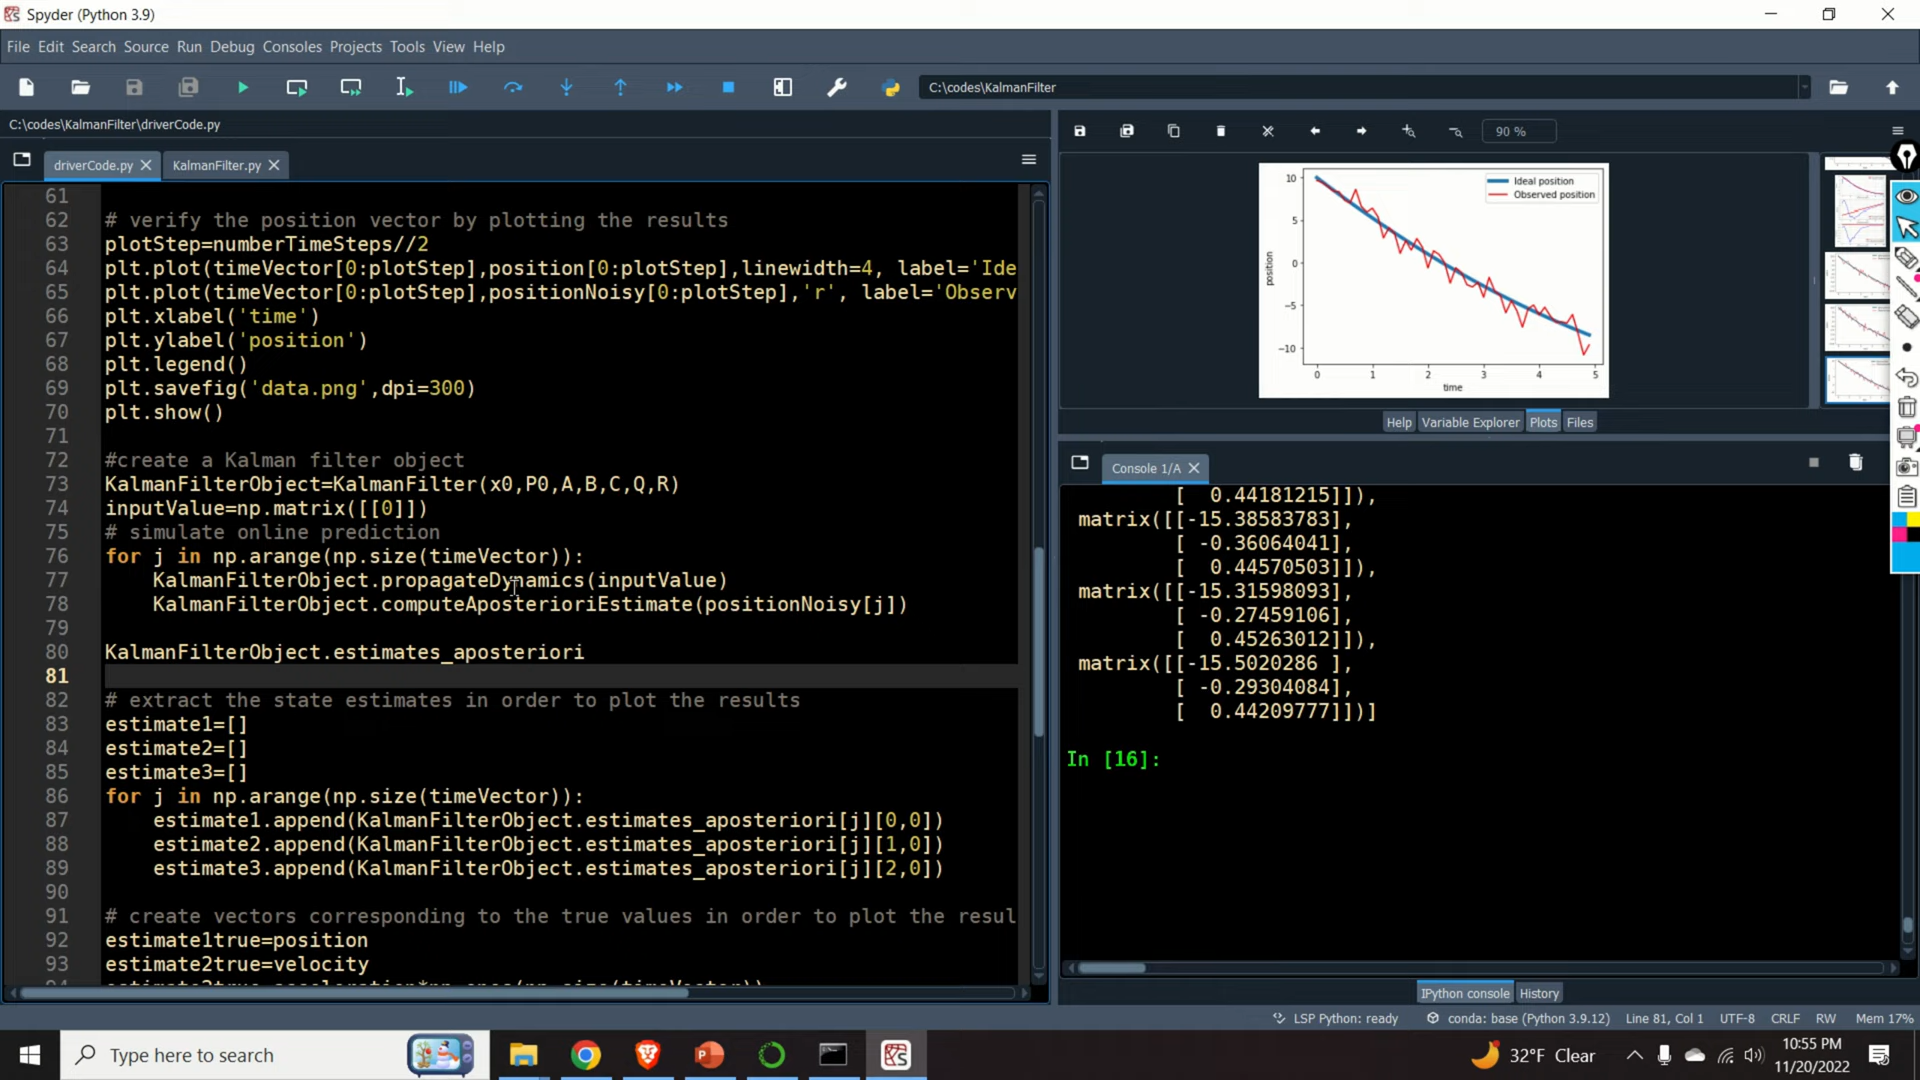 Spyder (Python 3.9)
File Edit Search Source Run Debug Consoles Projects Tools View Help
C:\codes\KalmanFilter
C:\codes\KalmanFilter\driverCode.py
driverCode.py
KalmanFilter.py
61
62 # verify the position vector by plotting the results
63 plotStep=numberTimeSteps//2
64 plt.plot(timeVector[0:plotStep],position[0:plotStep],linewidth=4, label='Ide
65 plt.plot(timeVector[0:plotStep],positionNoisy[0:plotStep],'r', label='Observ
66 plt.xlabel('time')
67 plt.ylabel('position')
68 plt.legend()
69 plt.savefig('data.png',dpi=300)
70 plt.show()
71
72 #create a Kalman filter object
73 KalmanFilterObject=KalmanFilter(x0,P0,A,B,C,Q,R)
74 inputValue=np.matrix([[0]])
75 # simulate online prediction
76 for j in np.arange(np.size(timeVector)):
77 KalmanFilterObject.propagateDynamics(inputValue)
78 KalmanFilterObject.computeAposterioriEstimate(positionNoisy[j])
79
80 KalmanFilterObject.estimates_aposteriori
81
82 # extract the state estimates in order to plot the results
83 estimate1=[]
84 estimate2=[]
85 estimate3=[]
86 for j in np.arange(np.size(timeVector)):
87 estimate1.append(KalmanFilterObject.estimates_aposteriori[j][0,0])
88 estimate2.append(KalmanFilterObject.estimates_aposteriori[j][1,0])
89 estimate3.append(KalmanFilterObject.estimates_aposteriori[j][2,0])
90
91 # create vectors corresponding to the true values in order to plot the resul
92 estimate1true=position
93 estimate2true=velocity
90 %
Ideal position
Observed position
10
5
0
−5
−10
position
0 1 2 3 4 5
time
Help Variable Explorer Plots Files
Console 1/A
[ 0.44181215]]),
matrix([[-15.38583783],
[ -0.36064041],
[ 0.44570503]]),
matrix([[-15.31598093],
[ -0.27459106],
[ 0.45263012]]),
matrix([[-15.5020286 ],
[ -0.29304084],
[ 0.44209777]])]
In [16]:
IPython console History
LSP Python: ready conda: base (Python 3.9.12) Line 81, Col 1 UTF-8 CRLF RW Mem 17%
Type here to search
32°F Clear
10:55 PM
11/20/2022